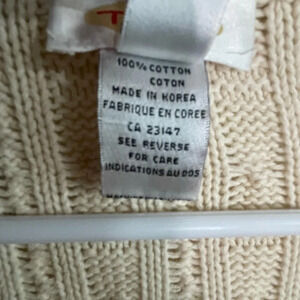 100% COTTON
COTON
MADE IN KOREA
FABRIQUE EN COREE
CA 23147
SEE REVERSE
FOR CARE
INDICATIONS AU DOS